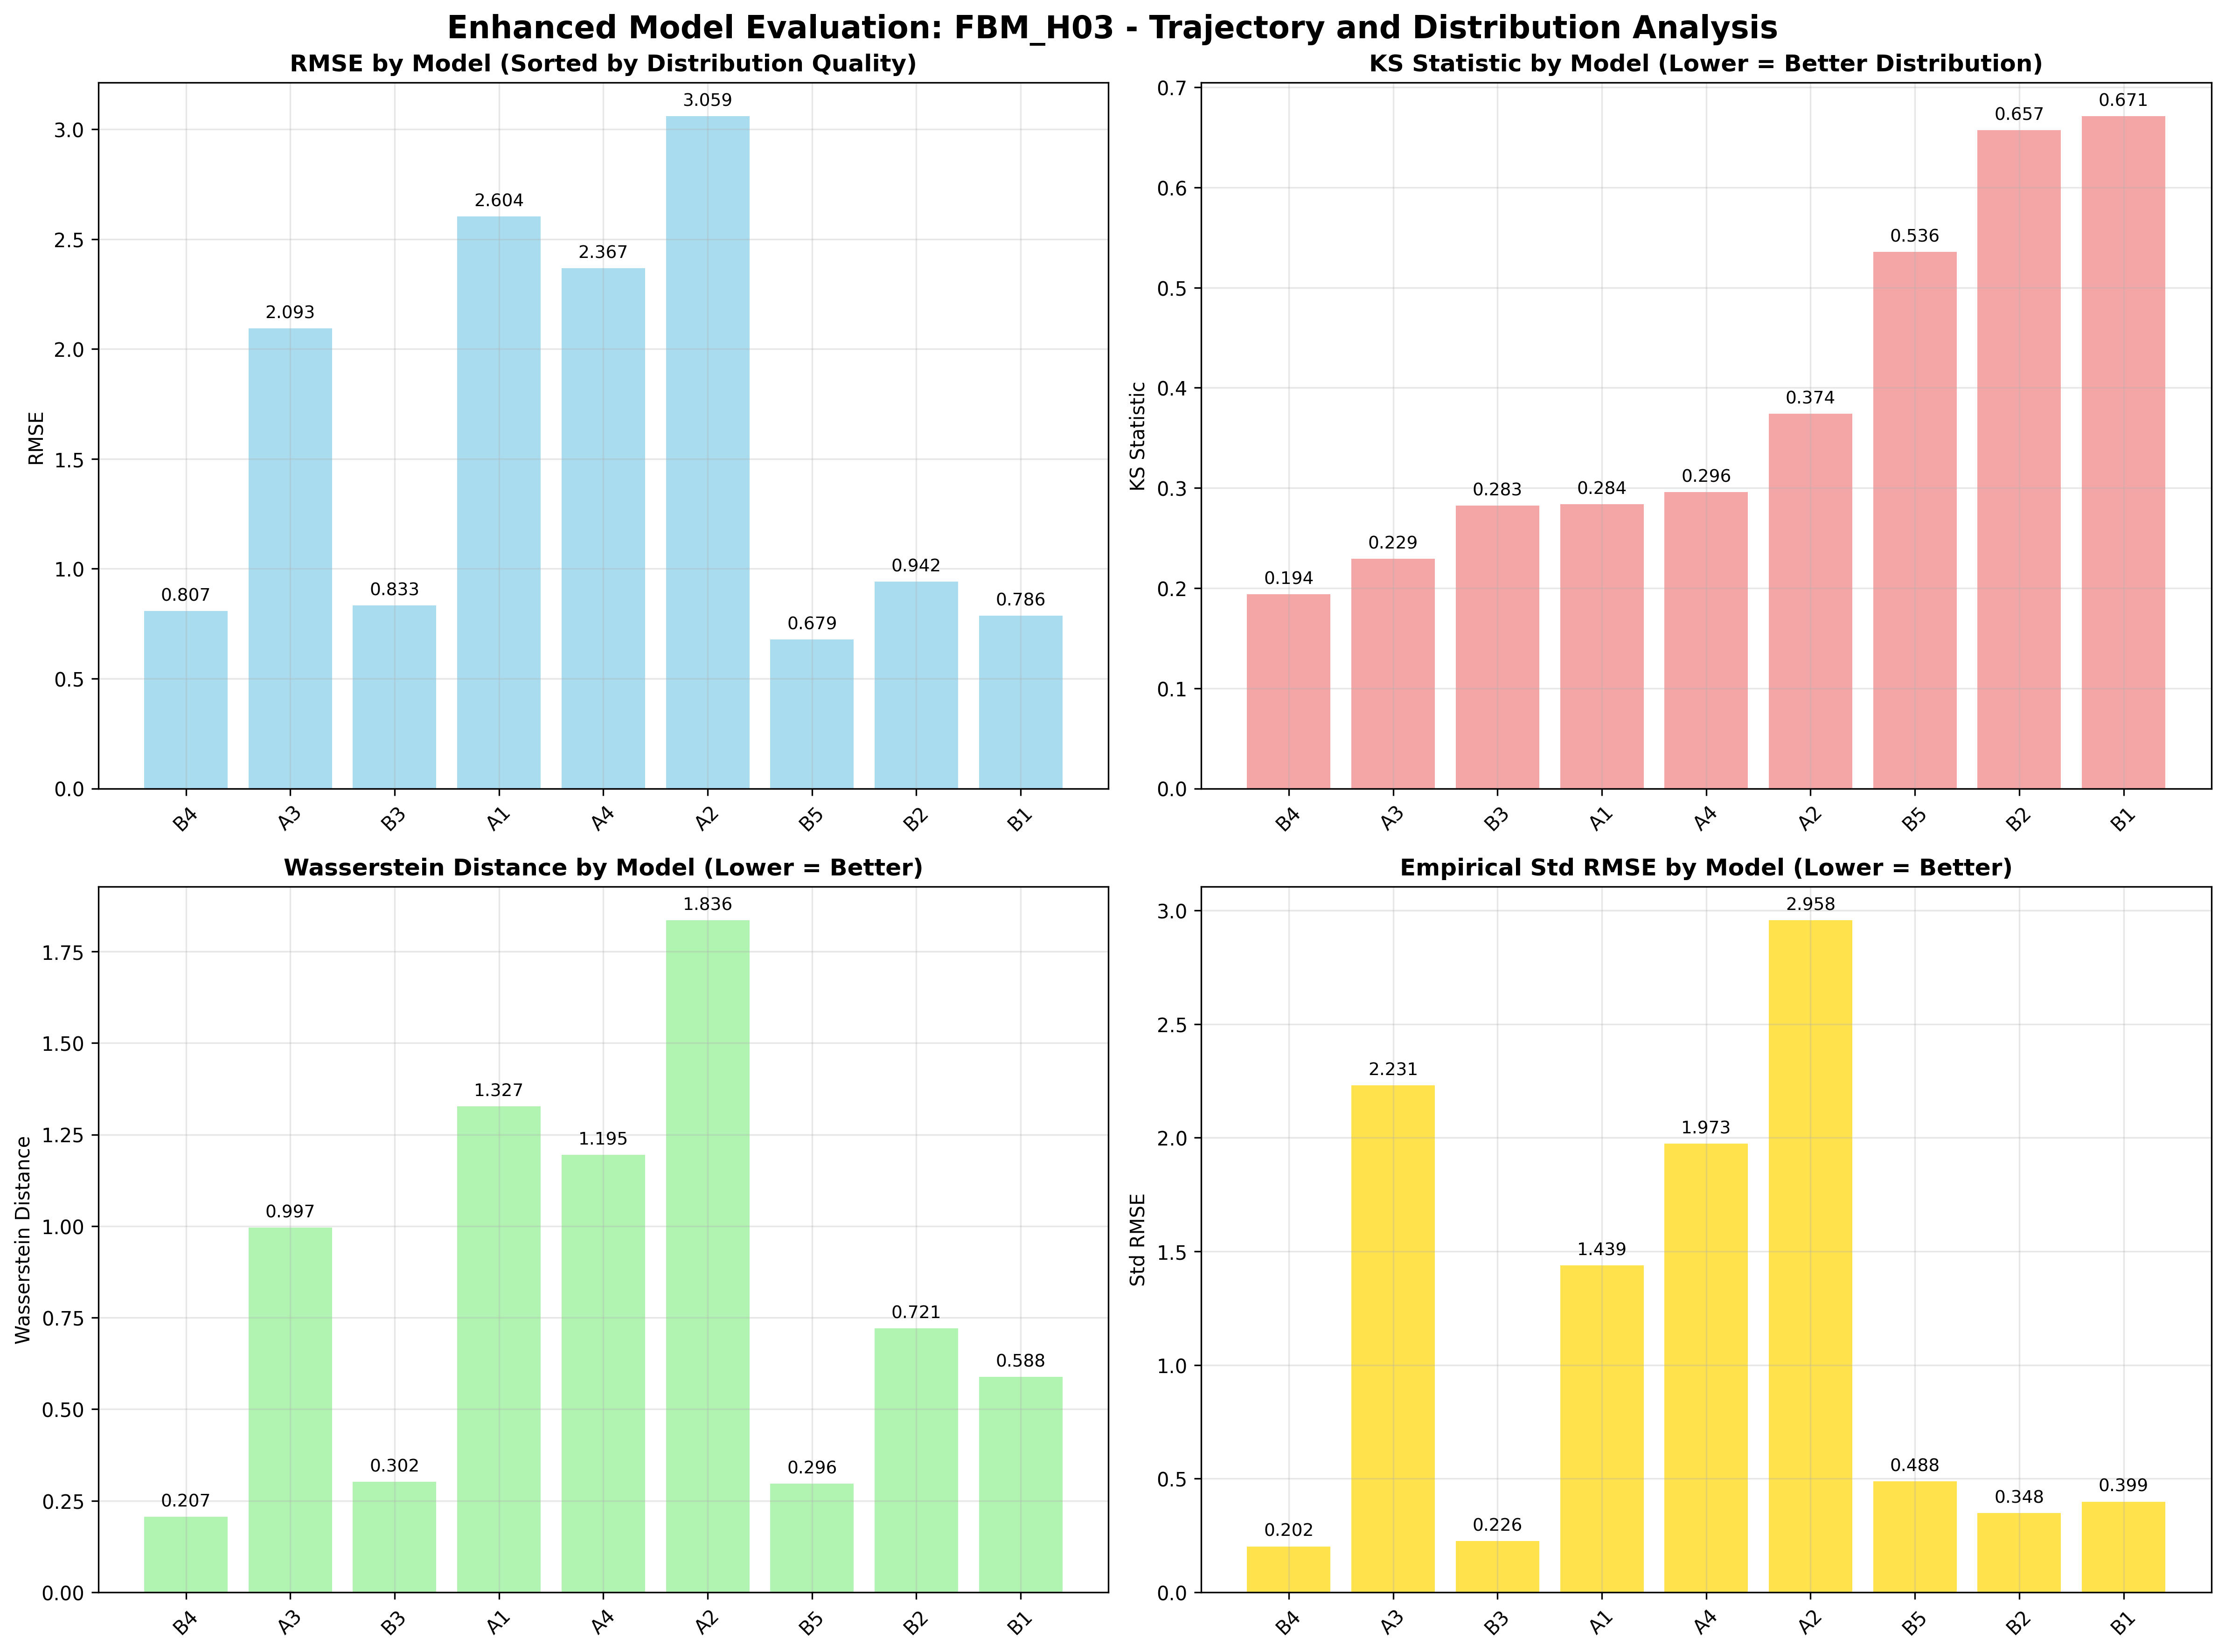 Enhanced Model Evaluation: FBM_H03 - Trajectory and Distribution Analysis
RMSE by Model (Sorted by Distribution Quality)
RMSE
3.0
2.5
2.0
1.5
1.0
0.5
0.0
0.807
2.093
0.833
2.604
2.367
3.059
0.679
0.942
0.786
B4
A3
B3
A1
A4
A2
B5
B2
B1
KS Statistic by Model (Lower = Better Distribution)
KS Statistic
0.7
0.6
0.5
0.4
0.3
0.2
0.1
0.0
0.194
0.229
0.283
0.284
0.296
0.374
0.536
0.657
0.671
B4
A3
B3
A1
A4
A2
B5
B2
B1
Wasserstein Distance by Model (Lower = Better)
Wasserstein Distance
1.75
1.50
1.25
1.00
0.75
0.50
0.25
0.00
0.207
0.997
0.302
1.327
1.195
1.836
0.296
0.721
0.588
B4
A3
B3
A1
A4
A2
B5
B2
B1
Empirical Std RMSE by Model (Lower = Better)
Std RMSE
3.0
2.5
2.0
1.5
1.0
0.5
0.0
0.202
2.231
0.226
1.439
1.973
2.958
0.488
0.348
0.399
B4
A3
B3
A1
A4
A2
B5
B2
B1